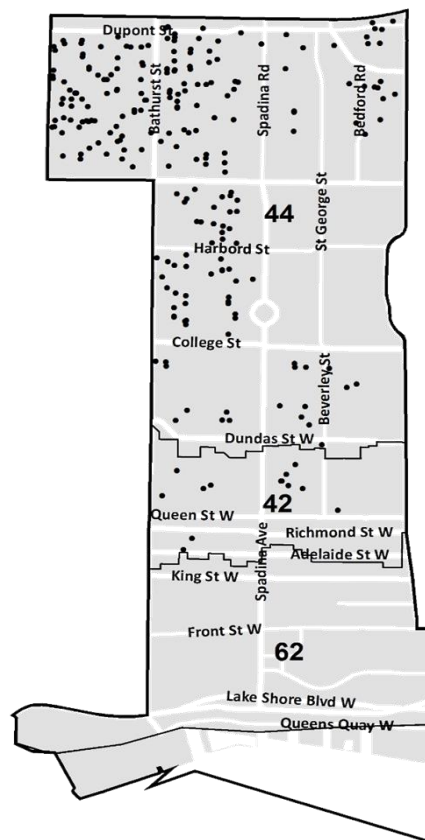 Dupont St
Bathurst St
Spadina Rd
Bedford Rd
St George St
44
Harbord St
College St
Beverley St
Dundas St W
42
Queen St W
Richmond St W
Spadina Ave
Adelaide St W
King St W
Front St W
62
Lake Shore Blvd W
Queens Quay W